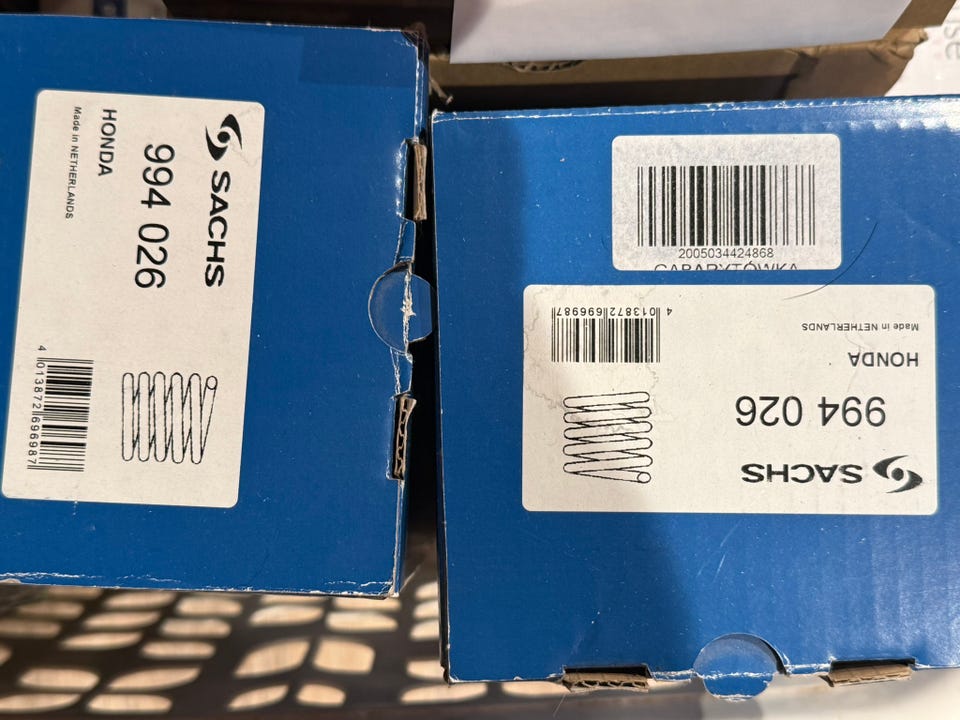 SACHS
994 026
HONDA
Made in NETHERLANDS
4 013872 696987
2005034424868
GABARYTÓWKA
SACHS
994 026
HONDA
Made in NETHERLANDS
4 013872 696987
se